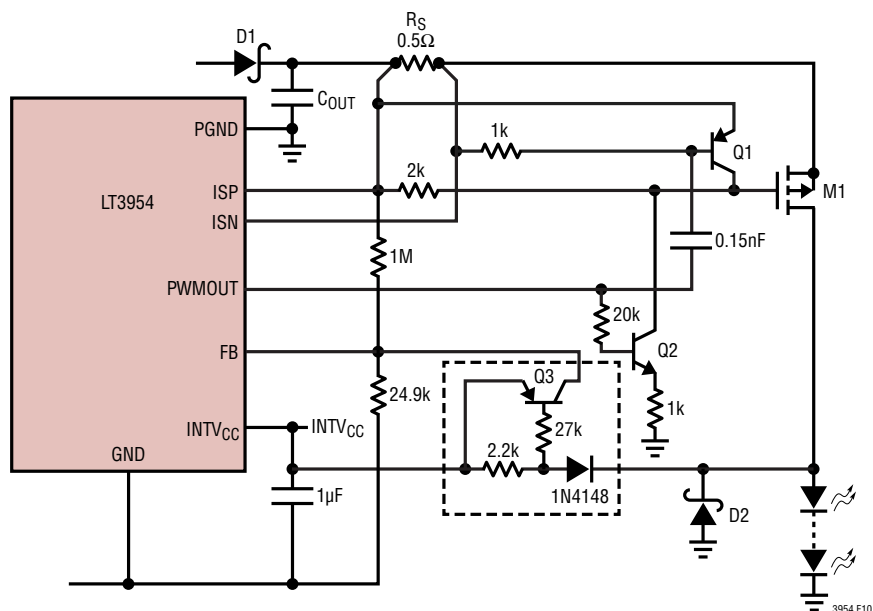 D1
R_S
0.5Ω
C_OUT
PGND
1k
Q1
LT3954
ISP
2k
M1
ISN
1M
0.15nF
PWMOUT
20k
FB
Q3
Q2
24.9k
27k
1k
INTV_CC
INTV_CC
GND
2.2k
1N4148
1µF
D2
3954 F10